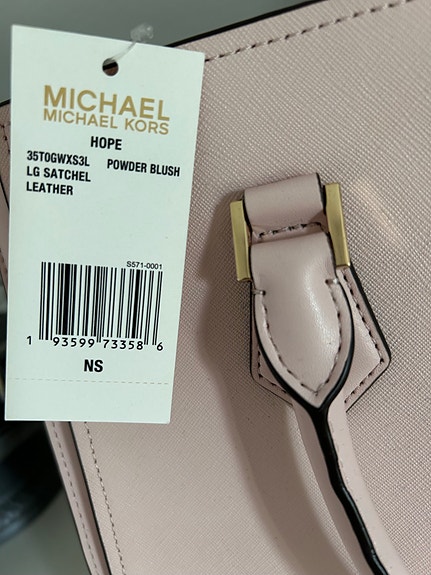 MICHAEL
MICHAEL KORS
HOPE
35T0GWXS3L POWDER BLUSH
LG SATCHEL
LEATHER
S571-0001
1 93599 73358 6
NS